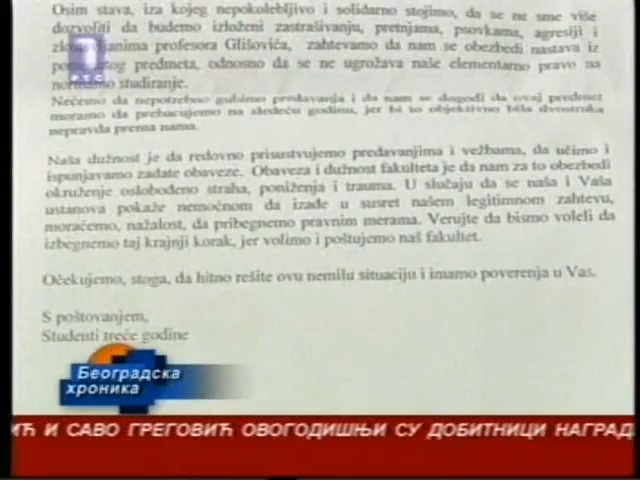 Osim stava, iza kojeg nepokolebljivo i solidarno stojimo, da se ne sme više
dozvoliti da budemo izloženi zastrašivanju, pretnjama, psovkama, agresiji i
profesora Glišovića, zahtevamo da nam se obezbedi nastava iz
predmeta, odnosno da se ne ugrožava naše elementarno pravo na
normalno studiranje.
Nećemo da nepotrebno gubimo predavanja i da nam se dogodi da ovaj predmet
moramo da prebacujemo na sledeću godinu, jer bi to objektivno bila dvostruka
nepravda prema nama.
Naša dužnost je da redovno prisustvujemo predavanjima i vežbama, da učimo i
ispunjavamo zadate obaveze. Obaveza i dužnost fakulteta je da nam za to obezbedi
okruženje oslobođeno straha, poniženja i trauma. U slučaju da se naša i Vaša
ustanova pokaže nemoćnom da izađe u susret našem legitimnom zahtevu,
moraćemo, nažalost, da pribegnemo pravnim merama. Verujte da bismo voleli da
izbegnemo taj krajnji korak, jer volimo i poštujemo naš fakultet.
Očekujemo, stoga, da hitno rešite ovu nemilu situaciju i imamo poverenja u Vas.
S poštovanjem,
Studenti treće godine
1
РТС
Београдска
хроника
ИЋ И САВО ГРЕГОВИЋ ОВОГОДИШЊИ СУ ДОБИТНИЦИ НАГРАД